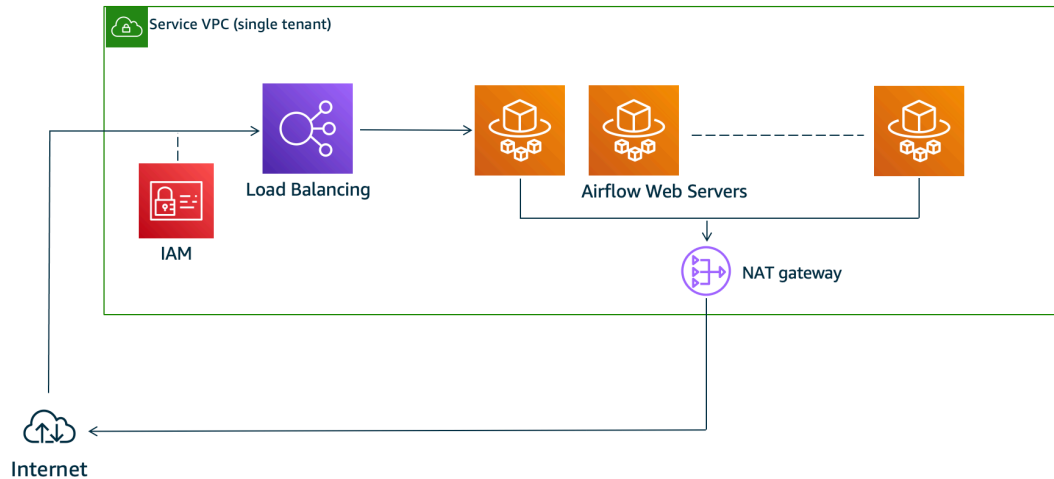 Service VPC (single tenant)
Load Balancing
Airflow Web Servers
IAM
NAT gateway
Internet